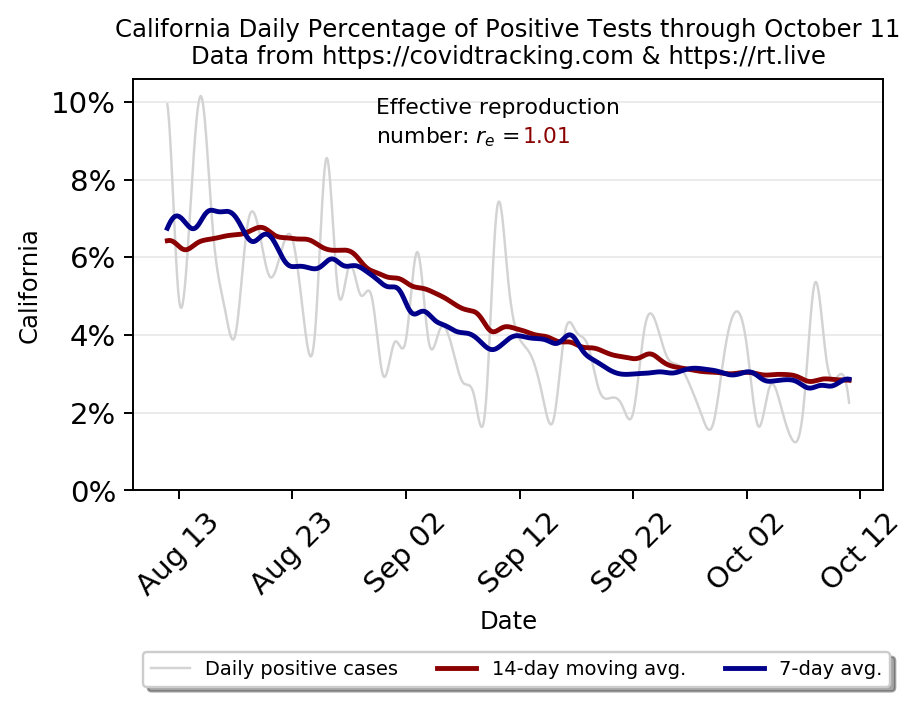 California Daily Percentage of Positive Tests through October 11
Data from https://covidtracking.com & https://rt.live
Effective reproduction
number: rₑ =1.01
10%
8%
6%
4%
2%
0%
California
Aug 13
Aug 23
Sep 02
Sep 12
Sep 22
Oct 02
Oct 12
Date
Daily positive cases
14-day moving avg.
7-day avg.